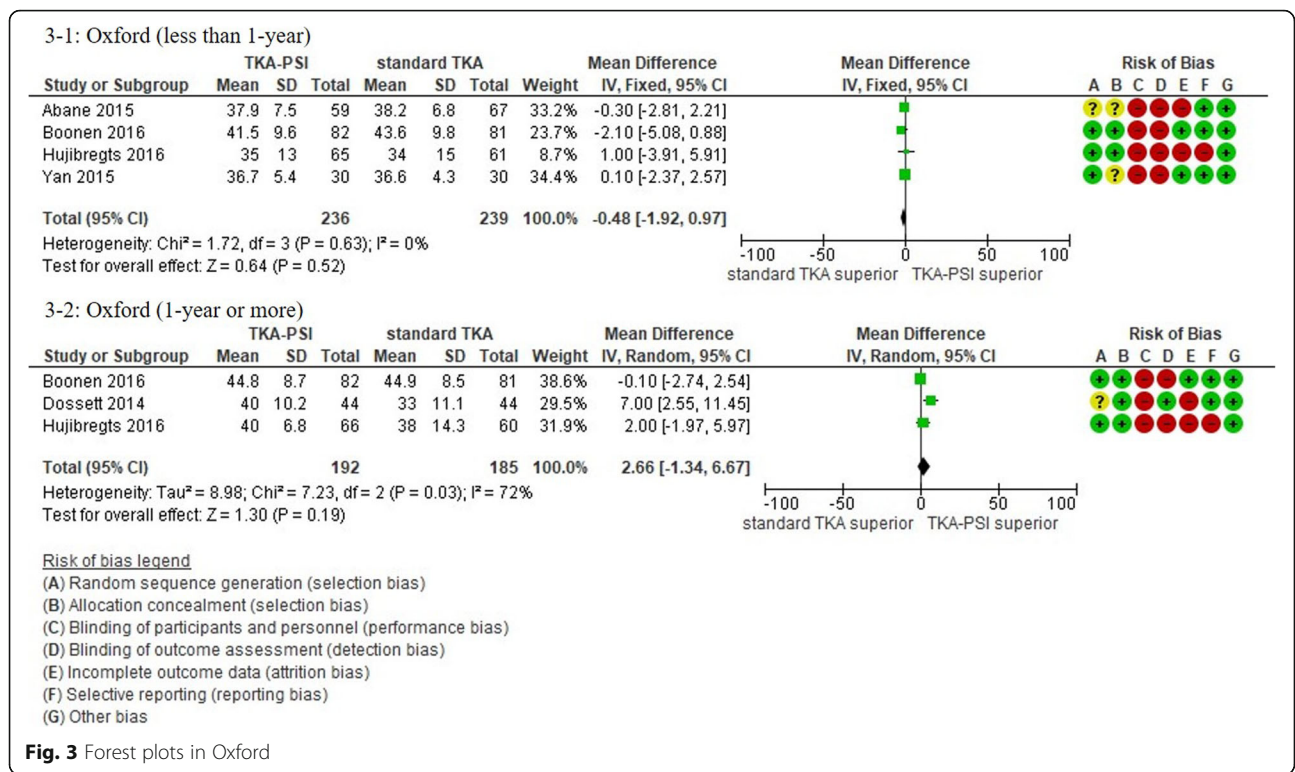 3-1: Oxford (less than 1-year)
TKA-PSI standard TKA Mean Difference Mean Difference Risk of Bias
Study or Subgroup Mean SD Total Mean SD Total Weight IV, Fixed, 95% CI IV, Fixed, 95% CI A B C D E F G
Abane 2015 37.9 7.5 59 38.2 6.8 67 33.2% -0.30 [-2.81, 2.21] ? ? - - - + +
Boonen 2016 41.5 9.6 82 43.6 9.8 81 23.7% -2.10 [-5.08, 0.88] + + - - + + +
Hujibregts 2016 35 13 65 34 15 61 8.7% 1.00 [-3.91, 5.91] + + - - - - +
Yan 2015 36.7 5.4 30 36.6 4.3 30 34.4% 0.10 [-2.37, 2.57] + ? - - + + +
Total (95% CI) 236 239 100.0% -0.48 [-1.92, 0.97]
Heterogeneity: Chi² = 1.72, df = 3 (P = 0.63); I² = 0%
Test for overall effect: Z = 0.64 (P = 0.52)
-100 -50 0 50 100
standard TKA superior TKA-PSI superior
3-2: Oxford (1-year or more)
TKA-PSI standard TKA Mean Difference Mean Difference Risk of Bias
Study or Subgroup Mean SD Total Mean SD Total Weight IV, Random, 95% CI IV, Random, 95% CI A B C D E F G
Boonen 2016 44.8 8.7 82 44.9 8.5 81 38.6% -0.10 [-2.74, 2.54] + + - - + + +
Dossett 2014 40 10.2 44 33 11.1 44 29.5% 7.00 [2.55, 11.45] ? + - + - + +
Hujibregts 2016 40 6.8 66 38 14.3 60 31.9% 2.00 [-1.97, 5.97] + + - - - - +
Total (95% CI) 192 185 100.0% 2.66 [-1.34, 6.67]
Heterogeneity: Tau² = 8.98; Chi² = 7.23, df = 2 (P = 0.03); I² = 72%
Test for overall effect: Z = 1.30 (P = 0.19)
-100 -50 0 50 100
standard TKA superior TKA-PSI superior
Risk of bias legend
(A) Random sequence generation (selection bias)
(B) Allocation concealment (selection bias)
(C) Blinding of participants and personnel (performance bias)
(D) Blinding of outcome assessment (detection bias)
(E) Incomplete outcome data (attrition bias)
(F) Selective reporting (reporting bias)
(G) Other bias
Fig. 3 Forest plots in Oxford